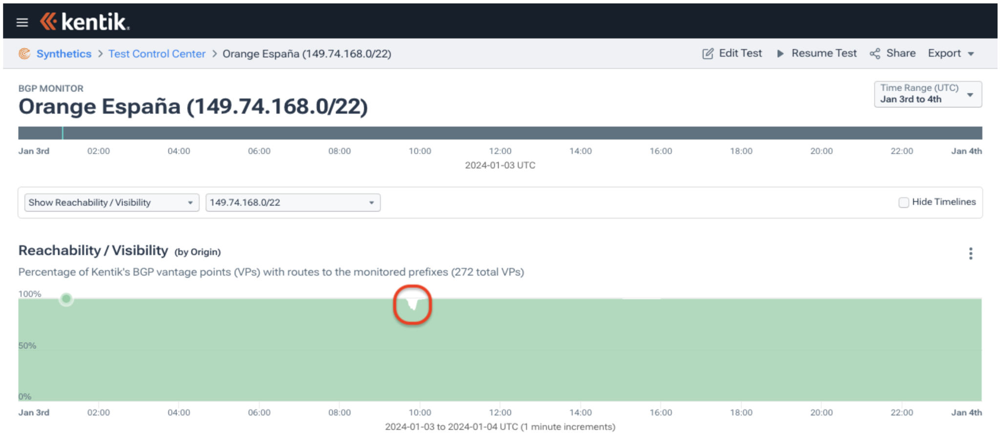 kentik
Synthetics > Test Control Center > Orange España (149.74.168.0/22) Edit Test Resume Test Share Export
BGP MONITOR
Orange España (149.74.168.0/22)
Time Range (UTC)
Jan 3rd to 4th
Jan 3rd 02:00 04:00 06:00 08:00 10:00 12:00 14:00 16:00 18:00 20:00 22:00 Jan 4th
2024-01-03 UTC
Show Reachability / Visibility 149.74.168.0/22 Hide Timelines
Reachability / Visibility (by Origin)
Percentage of Kentik's BGP vantage points (VPs) with routes to the monitored prefixes (272 total VPs)
100%
50%
0%
Jan 3rd 02:00 04:00 06:00 08:00 10:00 12:00 14:00 16:00 18:00 20:00 22:00 Jan 4th
2024-01-03 to 2024-01-04 UTC (1 minute increments)